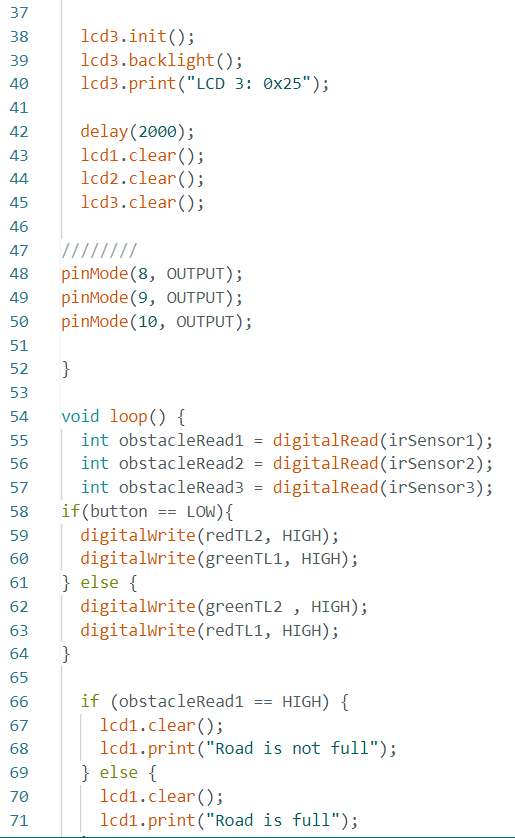 37
38 lcd3.init();
39 lcd3.backlight();
40 lcd3.print("LCD 3: 0x25");
41
42 delay(2000);
43 lcd1.clear();
44 lcd2.clear();
45 lcd3.clear();
46
47 ////////
48 pinMode(8, OUTPUT);
49 pinMode(9, OUTPUT);
50 pinMode(10, OUTPUT);
51
52 }
53
54 void loop() {
55 int obstacleRead1 = digitalRead(irSensor1);
56 int obstacleRead2 = digitalRead(irSensor2);
57 int obstacleRead3 = digitalRead(irSensor3);
58 if(button == LOW){
59 digitalWrite(redTL2, HIGH);
60 digitalWrite(greenTL1, HIGH);
61 } else {
62 digitalWrite(greenTL2 , HIGH);
63 digitalWrite(redTL1, HIGH);
64 }
65
66 if (obstacleRead1 == HIGH) {
67 lcd1.clear();
68 lcd1.print("Road is not full");
69 } else {
70 lcd1.clear();
71 lcd1.print("Road is full");